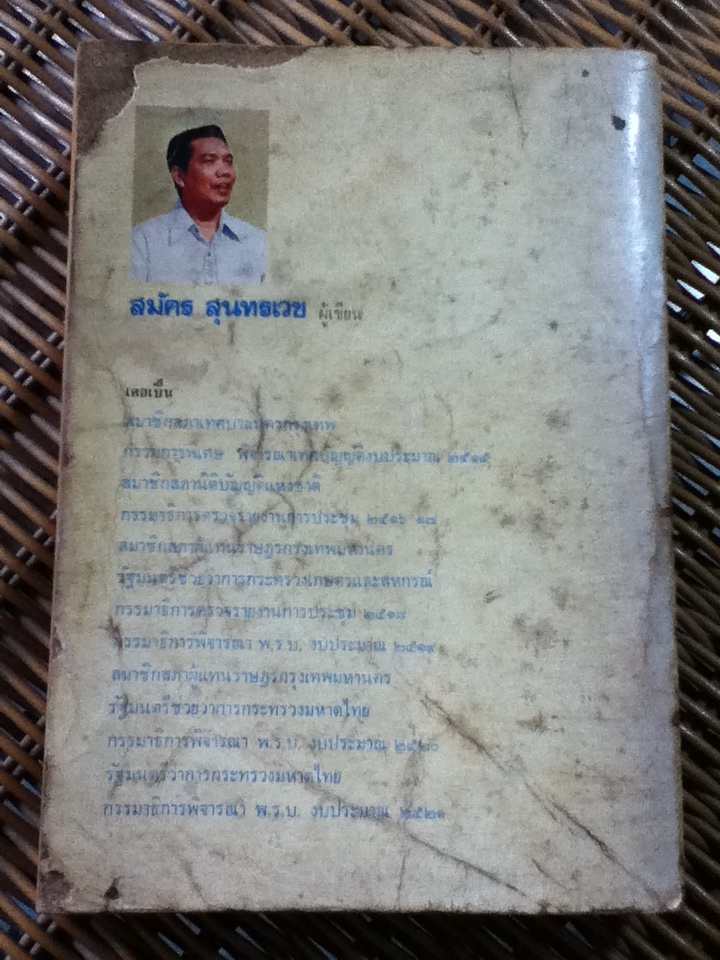 สมัคร สุนทรเวช ผู้เขียน
เคยเป็น
สมาชิกสภาเทศบาลนครกรุงเทพ
กรรมการพิเศษ พิจารณาเทศบัญญัติงบประมาณ ๒๕๑๕
สมาชิกสภานิติบัญญัติแห่งชาติ
กรรมาธิการตรวจรายงานการประชุม ๒๕๑๖ ๑๗
สมาชิกสภาผู้แทนราษฎรกรุงเทพมหานคร
รัฐมนตรีช่วยว่าการกระทรวงเกษตรและสหกรณ์
กรรมาธิการตรวจรายงานการประชุม ๒๕๑๘
กรรมาธิการพิจารณา พ.ร.บ. งบประมาณ ๒๕๑๙
สมาชิกสภาผู้แทนราษฎรกรุงเทพมหานคร
รัฐมนตรีช่วยว่าการกระทรวงมหาดไทย
กรรมาธิการพิจารณา พ.ร.บ. งบประมาณ ๒๕๒๐
รัฐมนตรีว่าการกระทรวงมหาดไทย
กรรมาธิการพิจารณา พ.ร.บ. งบประมาณ ๒๕๒๑